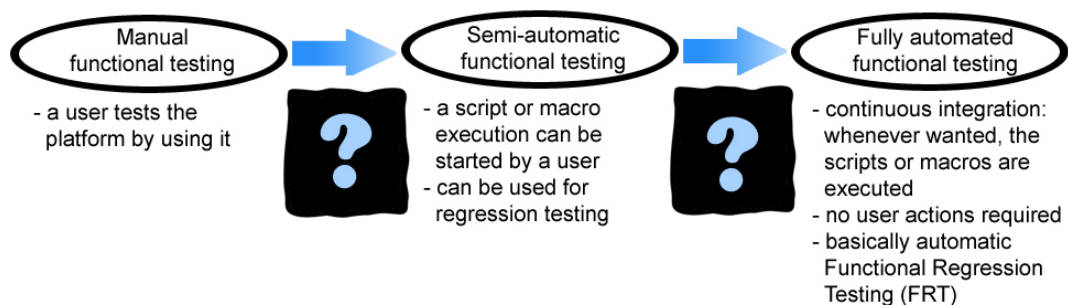 Manual
functional testing
- a user tests the
platform by using it
?
Semi-automatic
functional testing
- a script or macro
execution can be
started by a user
- can be used for
regression testing
?
Fully automated
functional testing
- continuous integration:
whenever wanted, the
scripts or macros are
executed
- no user actions required
- basically automatic
Functional Regression
Testing (FRT)